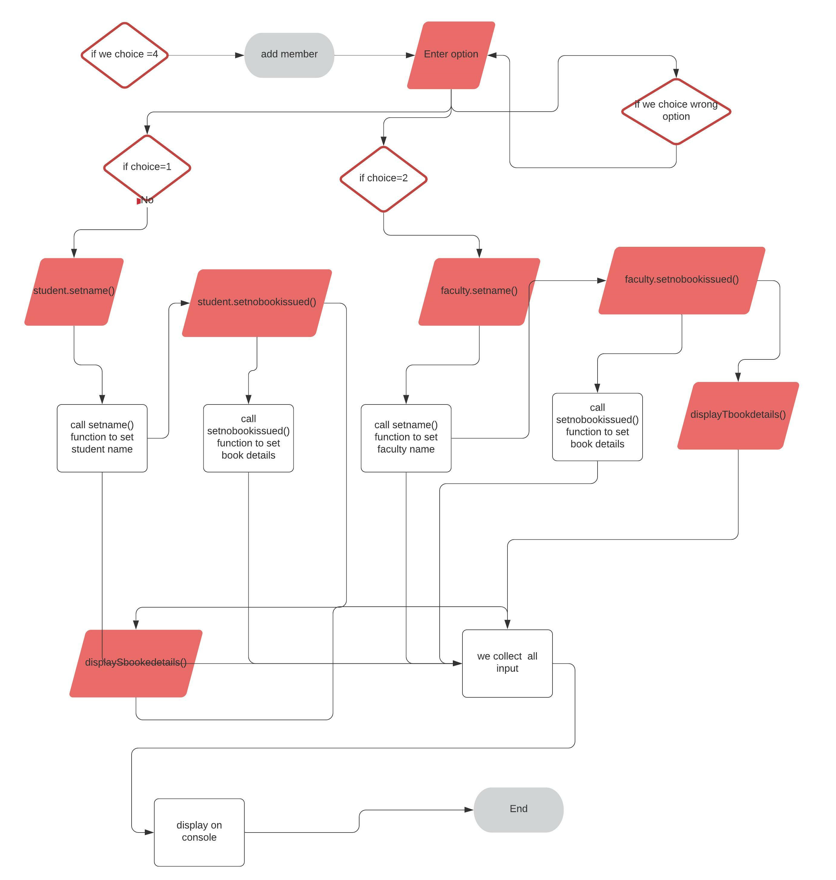 if we choice =4
add member
Enter option
if we choice wrong
option
if choice=1
No
if choice=2
student.setname()
student.setnobookissued()
faculty.setname()
faculty.setnobookissued()
call setname()
function to set
student name
call
setnobookissued()
function to set
book details
call setname()
function to set
faculty name
call
setnobookissued()
function to set
book details
displayTbookdetails()
displaySbookedetails()
we collect  all
input
display on
console
End